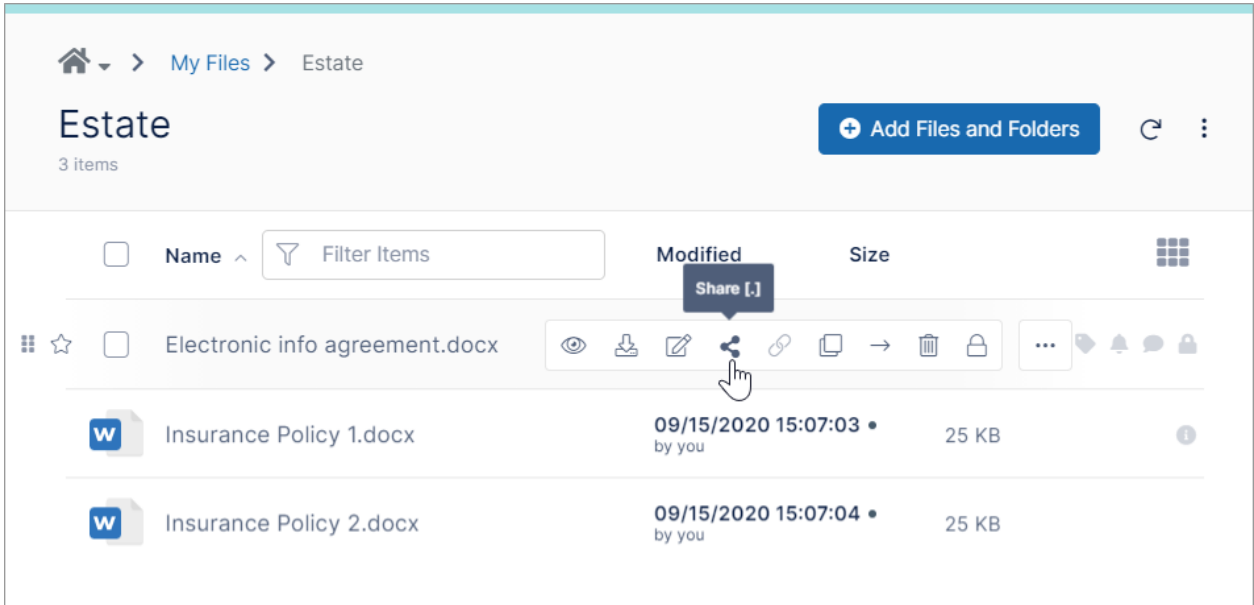 My Files Estate
Estate
Add Files and Folders
3 items
Name Filter Items Modified Size
Share [.]
Electronic info agreement.docx
W Insurance Policy 1.docx 09/15/2020 15:07:03 25 KB
by you
W Insurance Policy 2.docx 09/15/2020 15:07:04 25 KB
by you